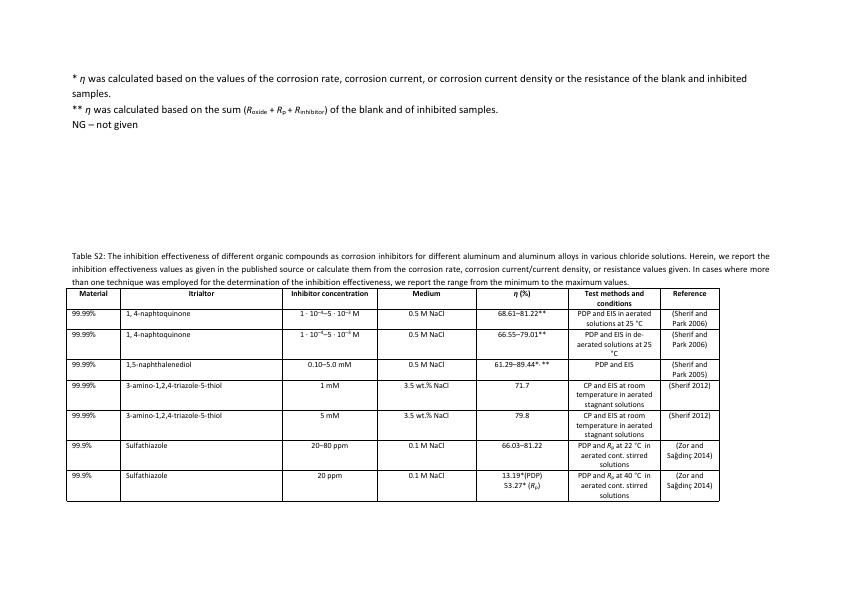 * η was calculated based on the values of the corrosion rate, corrosion current, or corrosion current density or the resistance of the blank and inhibited
samples.
** η was calculated based on the sum (Roxide + Rp + Rinhibitor) of the blank and of inhibited samples.
NG – not given
Table S2: The inhibition effectiveness of different organic compounds as corrosion inhibitors for different aluminum and aluminum alloys in various chloride solutions. Herein, we report the
inhibition effectiveness values as given in the published source or calculate them from the corrosion rate, corrosion current/current density, or resistance values given. In cases where more
than one technique was employed for the determination of the inhibition effectiveness, we report the range from the minimum to the maximum values.
Material Itrialtor Inhibitor concentration Medium η (%) Test methods and conditions Reference
99.99% 1, 4-naphtoquinone 1 · 10⁻⁴–5 · 10⁻³ M 0.5 M NaCl 68.61–81.22** PDP and EIS in aerated solutions at 25 °C (Sherif and Park 2006)
99.99% 1, 4-naphtoquinone 1 · 10⁻⁴–5 · 10⁻³ M 0.5 M NaCl 66.55–79.01** PDP and EIS in de-aerated solutions at 25 °C (Sherif and Park 2006)
99.99% 1,5-naphthalenediol 0.10–5.0 mM 0.5 M NaCl 61.29–89.44*, ** PDP and EIS (Sherif and Park 2005)
99.99% 3-amino-1,2,4-triazole-5-thiol 1 mM 3.5 wt.% NaCl 71.7 CP and EIS at room temperature in aerated stagnant solutions (Sherif 2012)
99.99% 3-amino-1,2,4-triazole-5-thiol 5 mM 3.5 wt.% NaCl 79.8 CP and EIS at room temperature in aerated stagnant solutions (Sherif 2012)
99.9% Sulfathiazole 20–80 ppm 0.1 M NaCl 66.03–81.22 PDP and Rp at 22 °C in aerated cont. stirred solutions (Zor and Sağdinç 2014)
99.9% Sulfathiazole 20 ppm 0.1 M NaCl 13.19*(PDP) 53.27* (Rp) PDP and Rp at 40 °C in aerated cont. stirred solutions (Zor and Sağdinç 2014)